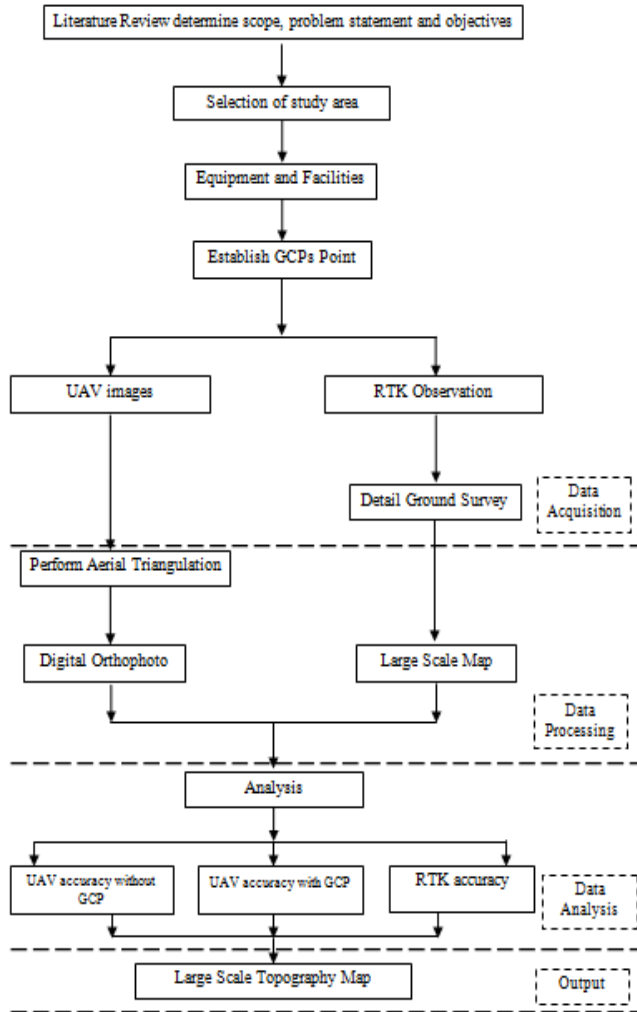 Literature Review determine scope, problem statement and objectives
Selection of study area
Equipment and Facilities
Establish GCPs Point
UAV images
RTK Observation
Detail Ground Survey
Data
Acquisition
Perform Aerial Triangulation
Digital Orthophoto
Large Scale Map
Data
Processing
Analysis
UAV accuracy without
GCP
UAV accuracy with GCP
RTK accuracy
Data
Analysis
Large Scale Topography Map
Output